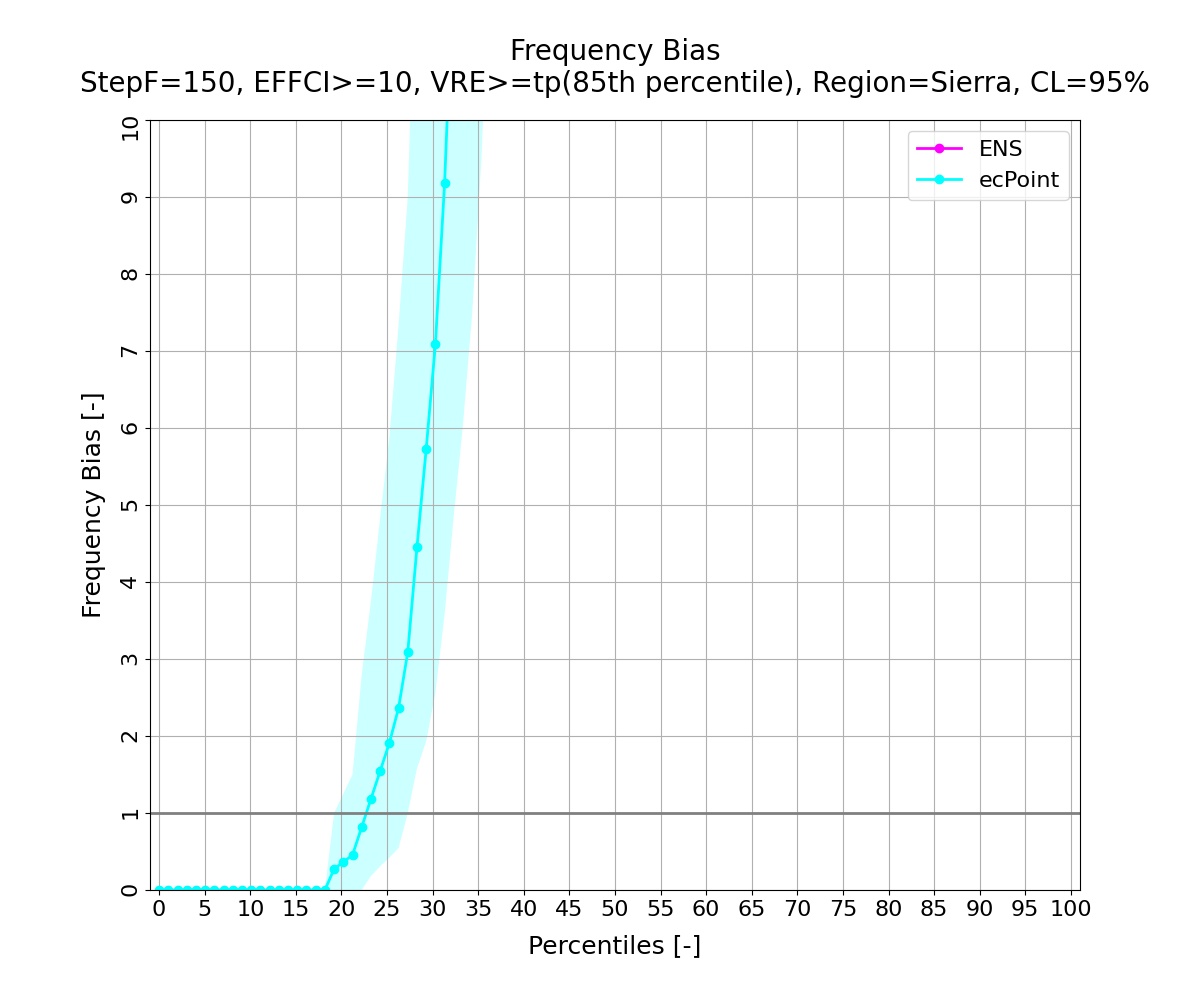 Frequency Bias
StepF=150, EFFCI>=10, VRE>=tp(85th percentile), Region=Sierra, CL=95%
ENS
ecPoint
Frequency Bias [-]
10
9
8
7
6
5
4
3
2
1
0
0 5 10 15 20 25 30 35 40 45 50 55 60 65 70 75 80 85 90 95 100
Percentiles [-]